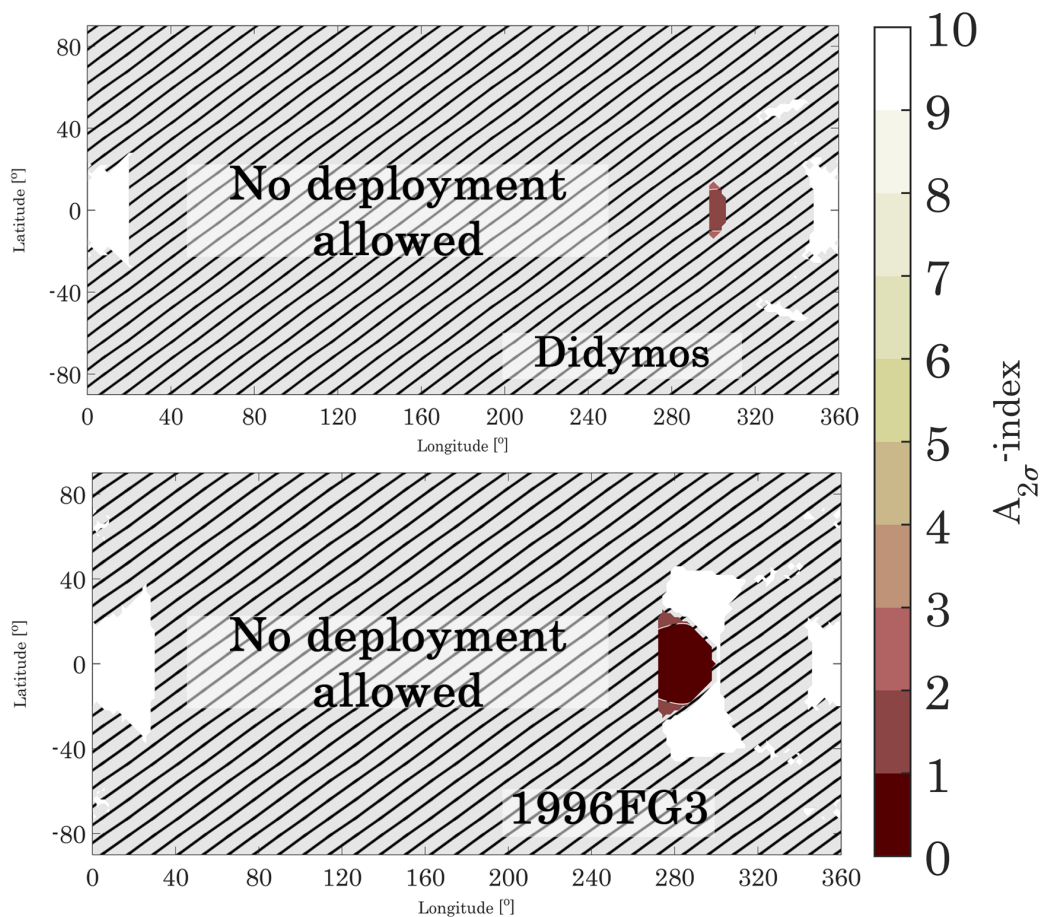 80
40
0
-40
-80
Latitude [º]
No deployment
allowed
Didymos
0 40 80 120 160 200 240 280 320 360
Longitude [º]
80
40
0
-40
-80
Latitude [º]
No deployment
allowed
1996FG3
0 40 80 120 160 200 240 280 320 360
Longitude [º]
10
9
8
7
6
5
4
3
2
1
0
A2σ-index